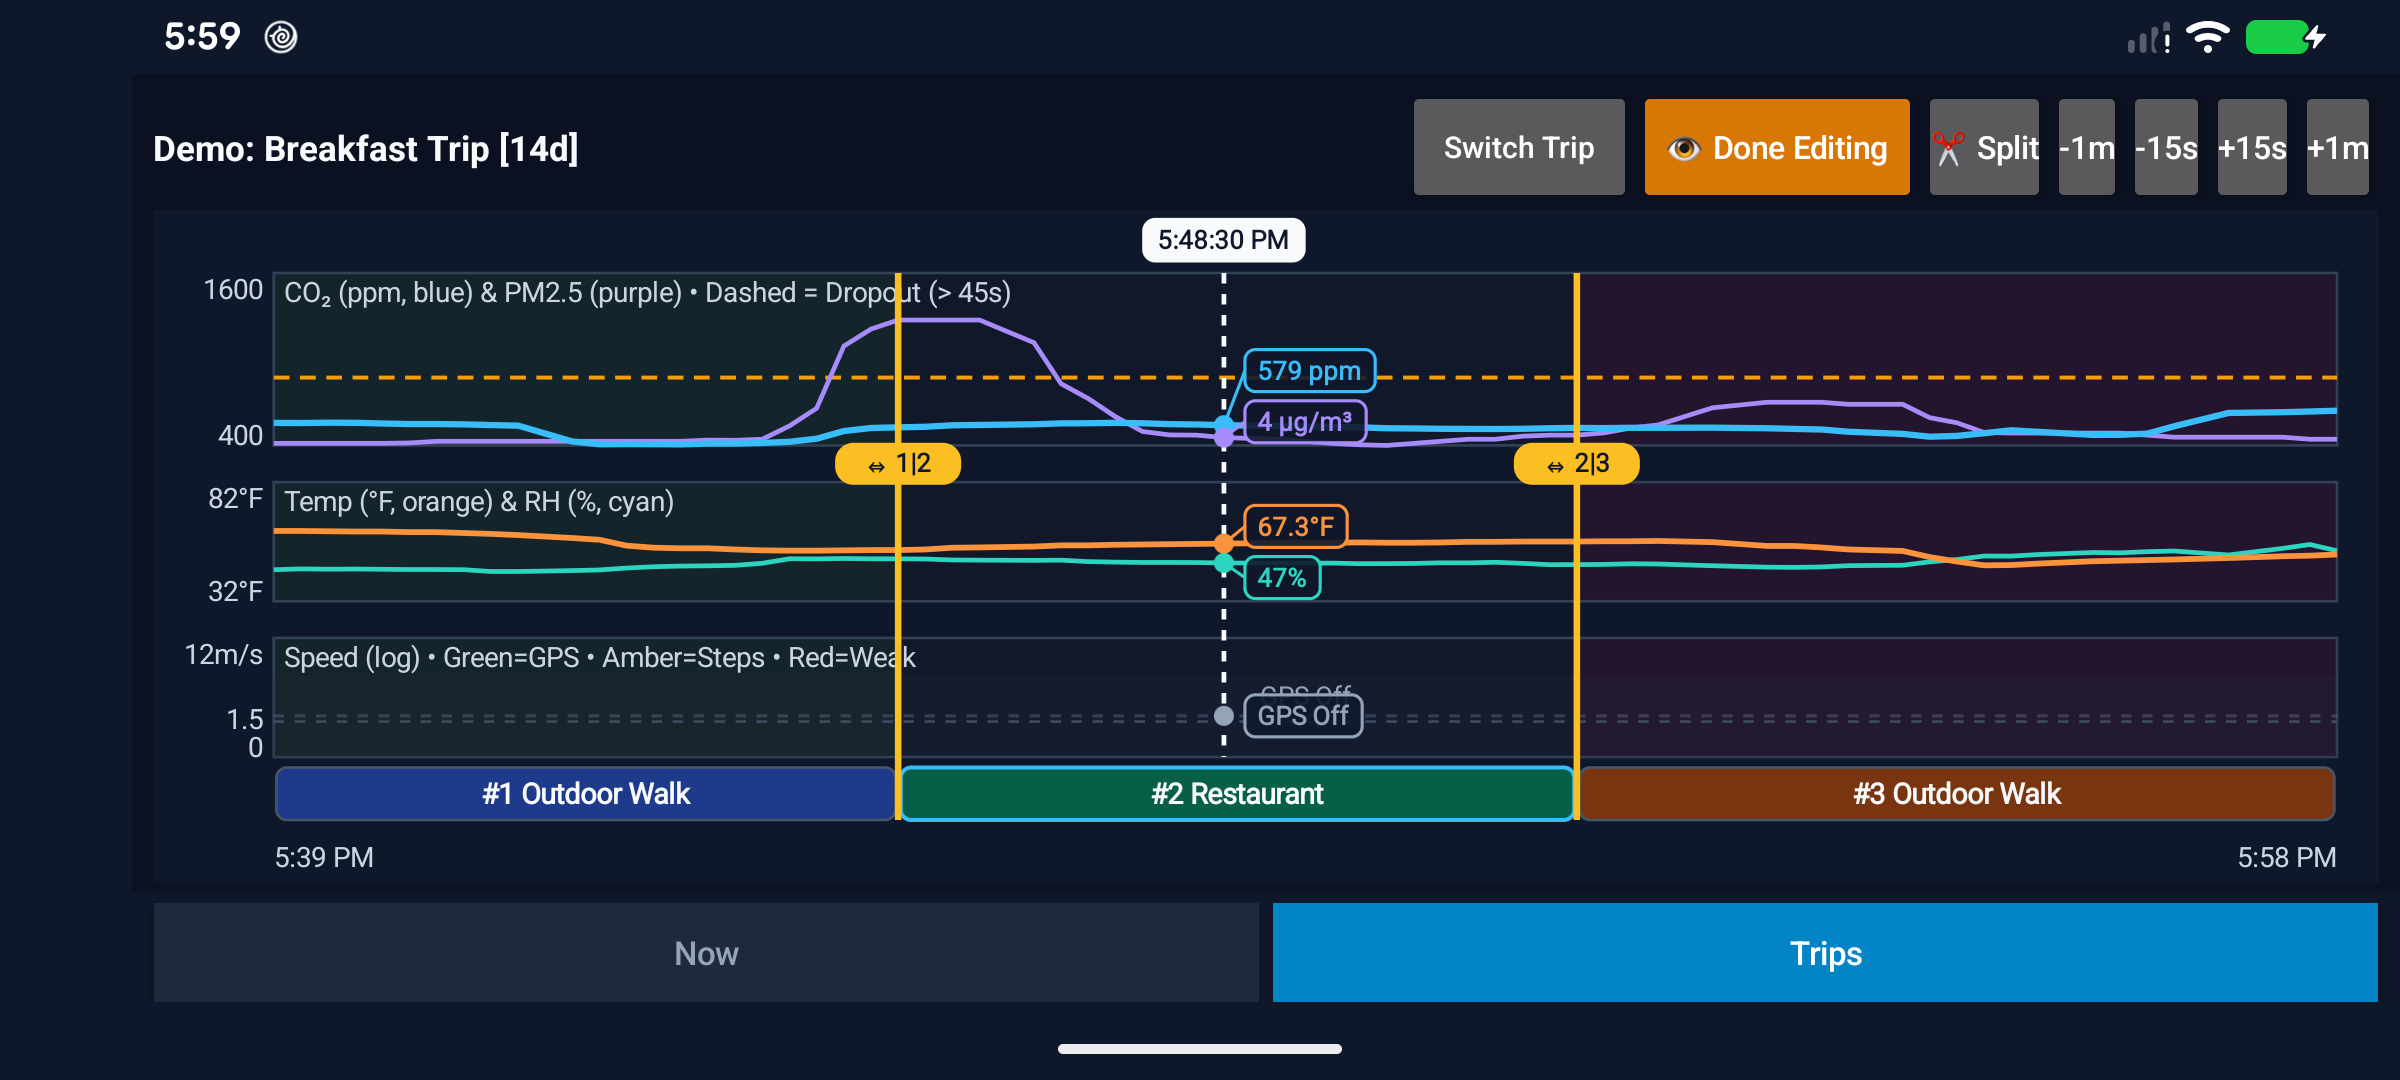 5:59
Demo: Breakfast Trip [14d]
Switch Trip
Done Editing
Split
-1m
-15s
+15s
+1m
5:48:30 PM
1600
CO₂ (ppm, blue) & PM2.5 (purple) • Dashed = Dropout (> 45s)
579 ppm
4 µg/m³
400
⇔ 1|2
⇔ 2|3
82°F
Temp (°F, orange) & RH (%, cyan)
67.3°F
47%
32°F
12m/s
Speed (log) • Green=GPS • Amber=Steps • Red=Weak
GPS Off
GPS Off
1.5
0
#1 Outdoor Walk
#2 Restaurant
#3 Outdoor Walk
5:39 PM
5:58 PM
Now
Trips